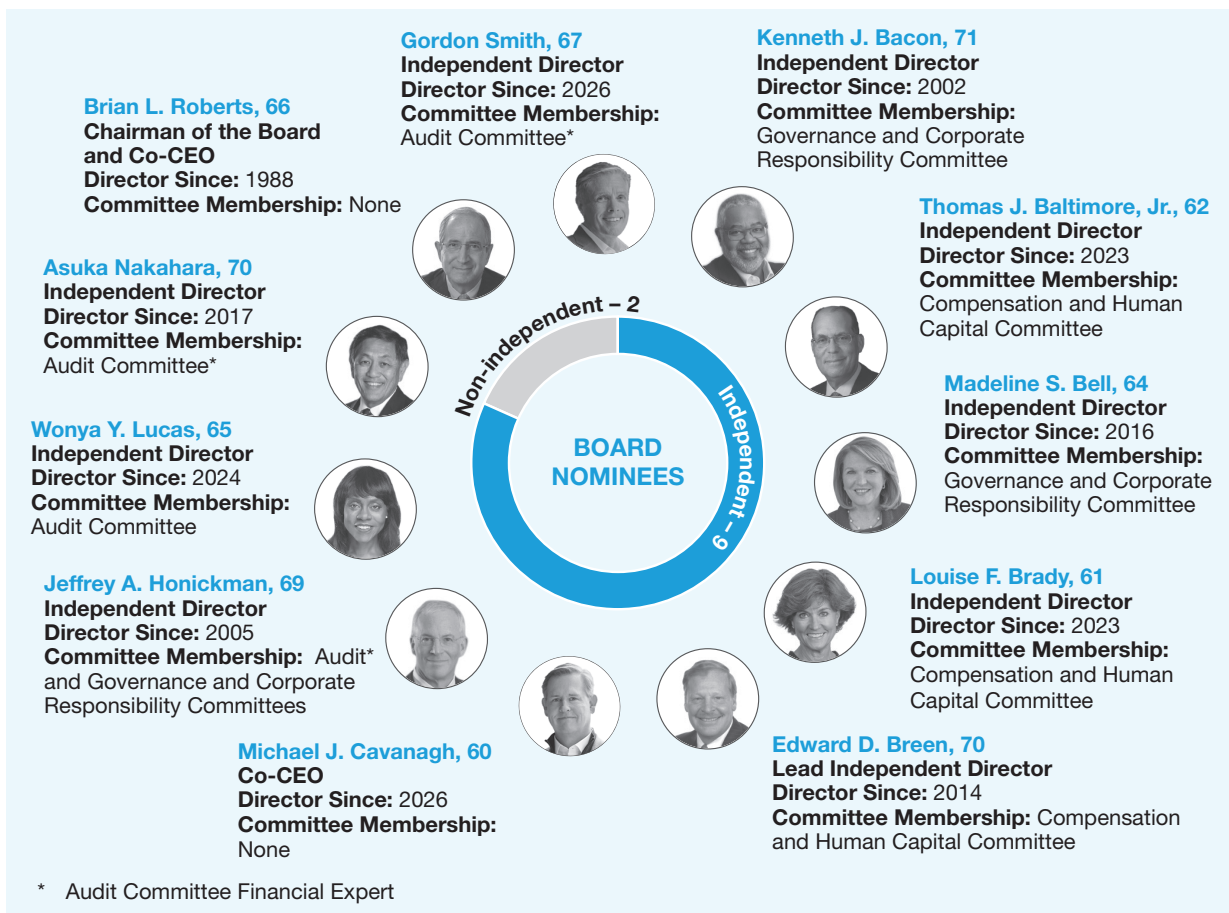 Gordon Smith, 67
Independent Director
Director Since: 2026
Committee Membership:
Audit Committee*
Kenneth J. Bacon, 71
Independent Director
Director Since: 2002
Committee Membership:
Governance and Corporate
Responsibility Committee
Brian L. Roberts, 66
Chairman of the Board
and Co-CEO
Director Since: 1988
Committee Membership: None
Thomas J. Baltimore, Jr., 62
Independent Director
Director Since: 2023
Committee Membership:
Compensation and Human
Capital Committee
Asuka Nakahara, 70
Independent Director
Director Since: 2017
Committee Membership:
Audit Committee*
Non-independent – 2
Independent – 9
BOARD
NOMINEES
Madeline S. Bell, 64
Independent Director
Director Since: 2016
Committee Membership:
Governance and Corporate
Responsibility Committee
Wonya Y. Lucas, 65
Independent Director
Director Since: 2024
Committee Membership:
Audit Committee
Louise F. Brady, 61
Independent Director
Director Since: 2023
Committee Membership:
Compensation and Human
Capital Committee
Jeffrey A. Honickman, 69
Independent Director
Director Since: 2005
Committee Membership: Audit*
and Governance and Corporate
Responsibility Committees
Michael J. Cavanagh, 60
Co-CEO
Director Since: 2026
Committee Membership:
None
Edward D. Breen, 70
Lead Independent Director
Director Since: 2014
Committee Membership: Compensation
and Human Capital Committee
* Audit Committee Financial Expert